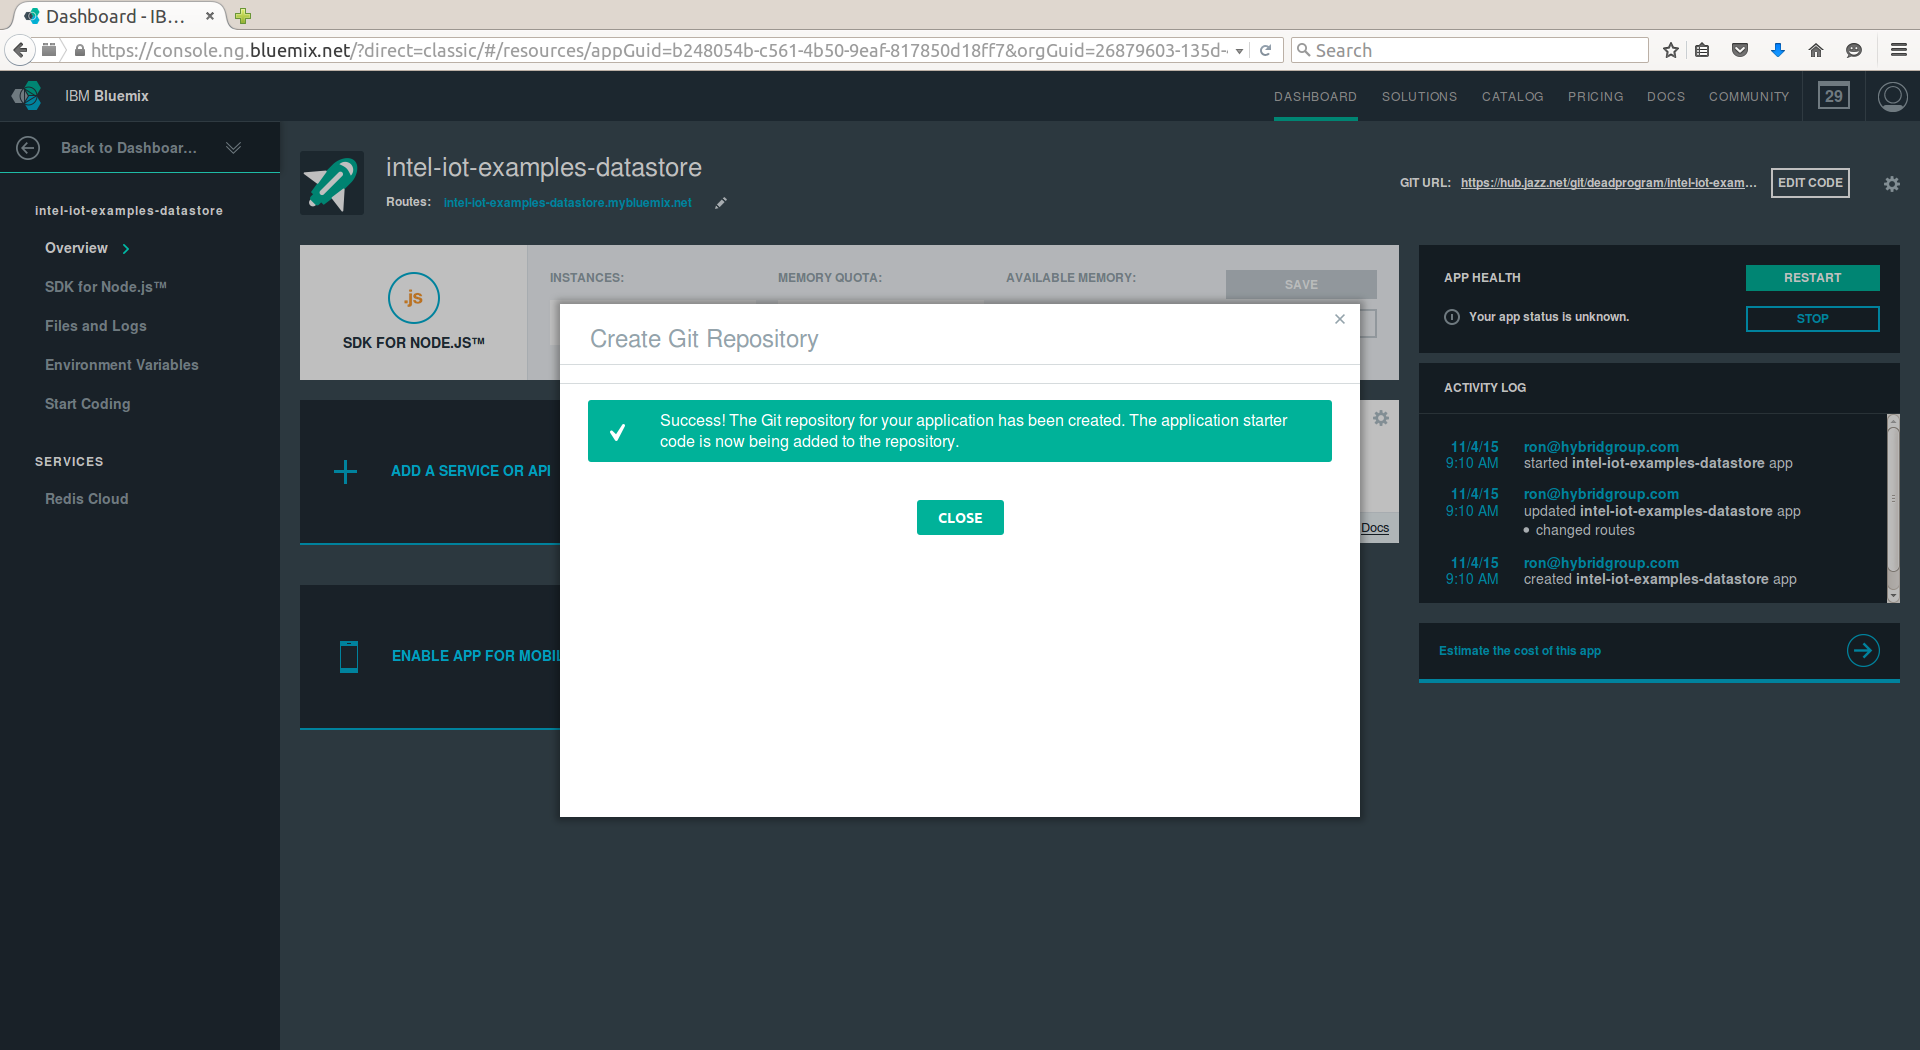 Dashboard - IB...
https://console.ng.bluemix.net/?direct=classic/#/resources/appGuid=b248054b-c561-4b50-9eaf-817850d18ff7&orgGuid=26879603-135d-
Search
IBM Bluemix
DASHBOARD
SOLUTIONS
CATALOG
PRICING
DOCS
COMMUNITY
29
Back to Dashboar...
intel-iot-examples-datastore
Overview
SDK for Node.js™
Files and Logs
Environment Variables
Start Coding
SERVICES
Redis Cloud
intel-iot-examples-datastore
Routes: intel-iot-examples-datastore.mybluemix.net
GIT URL: https://hub.jazz.net/git/deadprogram/intel-iot-exam...
EDIT CODE
.js
SDK FOR NODE.JS™
INSTANCES:
MEMORY QUOTA:
AVAILABLE MEMORY:
SAVE
Create Git Repository
Success! The Git repository for your application has been created. The application starter
code is now being added to the repository.
CLOSE
ADD A SERVICE OR API
Docs
ENABLE APP FOR MOBIL
APP HEALTH
RESTART
Your app status is unknown.
STOP
ACTIVITY LOG
11/4/15 ron@hybridgroup.com
9:10 AM started intel-iot-examples-datastore app
11/4/15 ron@hybridgroup.com
9:10 AM updated intel-iot-examples-datastore app
• changed routes
11/4/15 ron@hybridgroup.com
9:10 AM created intel-iot-examples-datastore app
Estimate the cost of this app